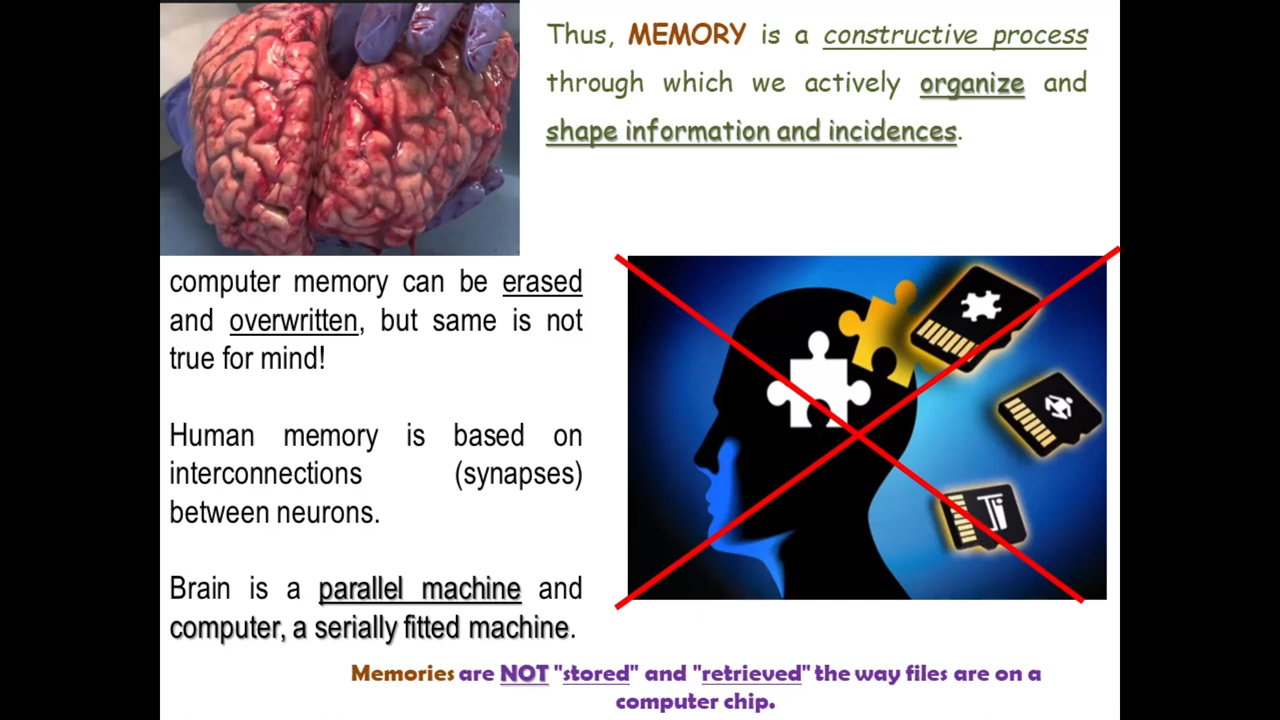 Thus, MEMORY is a constructive process
through which we actively organize and
shape information and incidences.
computer memory can be erased
and overwritten, but same is not
true for mind!
Human memory is based on
interconnections (synapses)
between neurons.
Brain is a parallel machine and
computer, a serially fitted machine.
Memories are NOT "stored" and "retrieved" the way files are on a
computer chip.